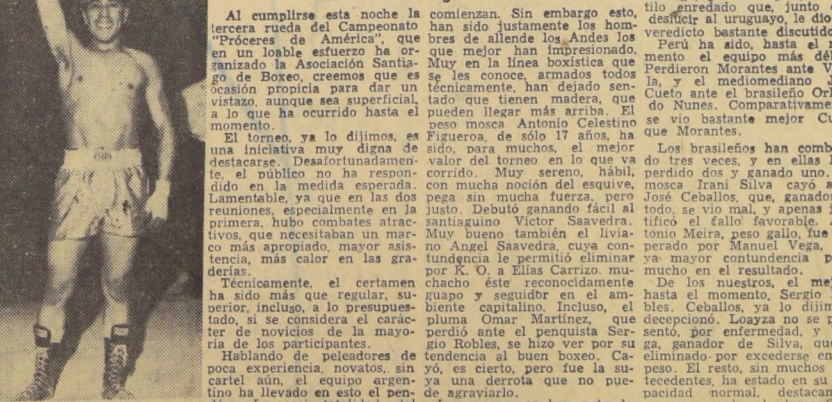 Al cumplirse esta noche la
tercera rueda del Campeonato
"Próceres de América", que
en un loable esfuerzo ha or-
ganizado la Asociación Santia-
go de Boxeo, creemos que es
ocasión propicia para dar un
vistazo, aunque sea superficial,
a lo que ha ocurrido hasta el
momento.
El torneo, ya lo dijimos, es
una iniciativa muy digna de
destacarse. Desafortunadamen-
te, el público no ha respon-
dido en la medida esperada.
Lamentable, ya que en las dos
reuniones, especialmente en la
primera, hubo combates atrac-
tivos, que necesitaban un mar-
co más apropiado, mayor asis-
tencia, más calor en las gra-
derías.
Técnicamente, el certamen
ha sido más que regular, su-
perior, incluso, a lo presupues-
tado, si se considera el carác-
ter de novicios de la mayo-
ría de los participantes.
Hablando de peleadores de
poca experiencia, novatos, sin
cartel aún, el equipo argen-
tino ha llevado en esto el pen-
comienzan. Sin embargo esto,
han sido justamente los hom-
bres de allende los Andes los
que mejor han impresionado.
Muy en la línea boxística que
se les conoce, armados todos
técnicamente, han dejado sen-
tado que tienen madera, que
pueden llegar más arriba. El
peso mosca Antonio Celestino
Figueroa, de sólo 17 años, ha
sido, para muchos, el mejor
valor del torneo en lo que va
corrido. Muy sereno, hábil,
con mucha noción del esquive,
pega sin mucha fuerza, pero
justo. Debutó ganando fácil al
santiaguino Víctor Saavedra.
Muy bueno también el livia-
no Angel Saavedra, cuya con-
tundencia le permitió eliminar
por K. O. a Elías Carrizo, mu-
chacho éste reconocidamente
guapo y seguidor en el am-
biente capitalino. Incluso, el
pluma Omar Martínez, que
perdió ante el penquista Ser-
gio Robles, se hizo ver por su
tendencia al buen boxeo. Ca-
yó, es cierto, pero fue la su-
ya una derrota que no pue-
de agraviarlo.
tilo enredado que, junto
deslucir al uruguayo, le dio
veredicto bastante discutido
Perú ha sido, hasta el
mento el equipo más dé
Perdieron Morantes ante V
la, y el mediomediano
Cueto ante el brasileño Or
do Nunes. Comparativame
se vio bastante mejor Cu
que Morantes.
Los brasileños han comb
do tres veces, y en ellas
perdido dos y ganado uno.
mosca Irani Silva cayó a
José Ceballos, que, ganado
todo, se vio mal, y apenas
tificó el fallo favorable.
tonio Meira, peso gallo, fue
perado por Manuel Vega,
ya mayor contundencia p
mucho en el resultado.
De los nuestros, el me
hasta el momento, Sergio
bles. Ceballos, ya lo dijim
decepcionó. Loayza no se p
sentó, por enfermedad, y
ga, ganador de Silva, que
eliminado por excederse en
peso. El resto, sin muchos
tecedentes, ha estado en su
pacidad normal, destacan